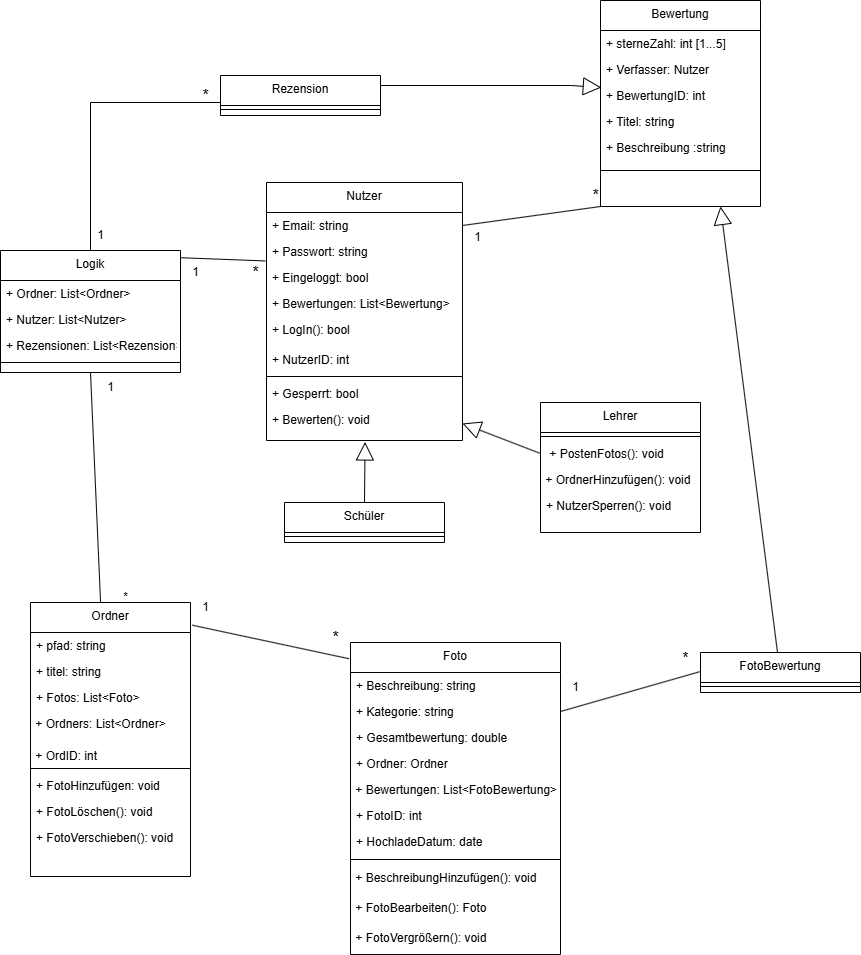 Bewertung
+ sterneZahl: int [1...5]
+ Verfasser: Nutzer
+ BewertungID: int
+ Titel: string
+ Beschreibung :string
*
Rezension
*
1
Nutzer
+ Email: string
+ Passwort: string
+ Eingeloggt: bool
+ Bewertungen: List<Bewertung>
+ LogIn(): bool
+ NutzerID: int
+ Gesperrt: bool
+ Bewerten(): void
*
1
1
*
Logik
+ Ordner: List<Ordner>
+ Nutzer: List<Nutzer>
+ Rezensionen: List<Rezension
1
Lehrer
+ PostenFotos(): void
+ OrdnerHinzufügen(): void
+ NutzerSperren(): void
Schüler
*
Ordner
+ pfad: string
+ titel: string
+ Fotos: List<Foto>
+ Ordners: List<Ordner>
+ OrdID: int
+ FotoHinzufügen: void
+ FotoLöschen(): void
+ FotoVerschieben(): void
1
*
Foto
+ Beschreibung: string
+ Kategorie: string
+ Gesamtbewertung: double
+ Ordner: Ordner
+ Bewertungen: List<FotoBewertung>
+ FotoID: int
+ HochladeDatum: date
+ BeschreibungHinzufügen(): void
+ FotoBearbeiten(): Foto
+ FotoVergrößern(): void
1
*
FotoBewertung